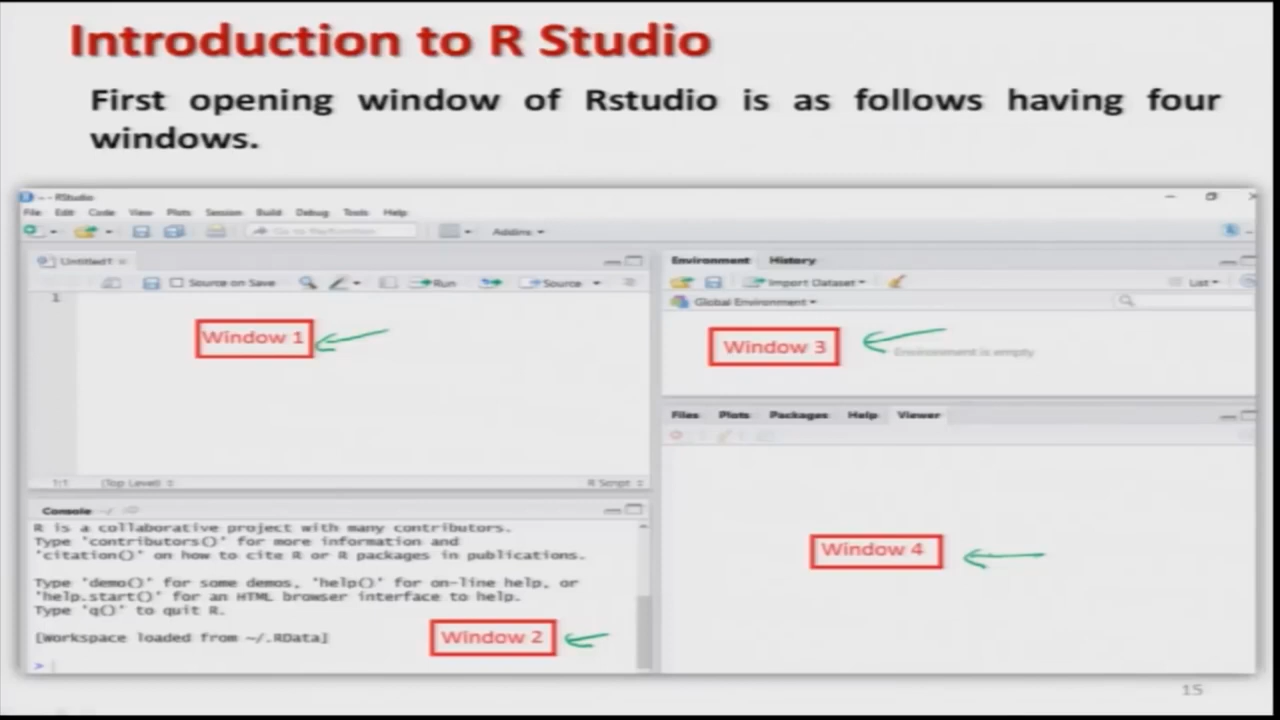 Introduction to R Studio
First opening window of Rstudio is as follows having four
windows.
RStudio
File Edit Code View Plots Session Build Debug Tools Help
Go to file/function Addins
Untitled1
Source on Save Run Source
1
Window 1
1:1 (Top Level) R Script
Console ~/
R is a collaborative project with many contributors.
Type 'contributors()' for more information and
'citation()' on how to cite R or R packages in publications.
Type 'demo()' for some demos, 'help()' for on-line help, or
'help.start()' for an HTML browser interface to help.
Type 'q()' to quit R.
[Workspace loaded from ~/.RData]
>
Window 2
Environment History
Import Dataset List
Global Environment
Window 3
Environment is empty
Files Plots Packages Help Viewer
Window 4
15